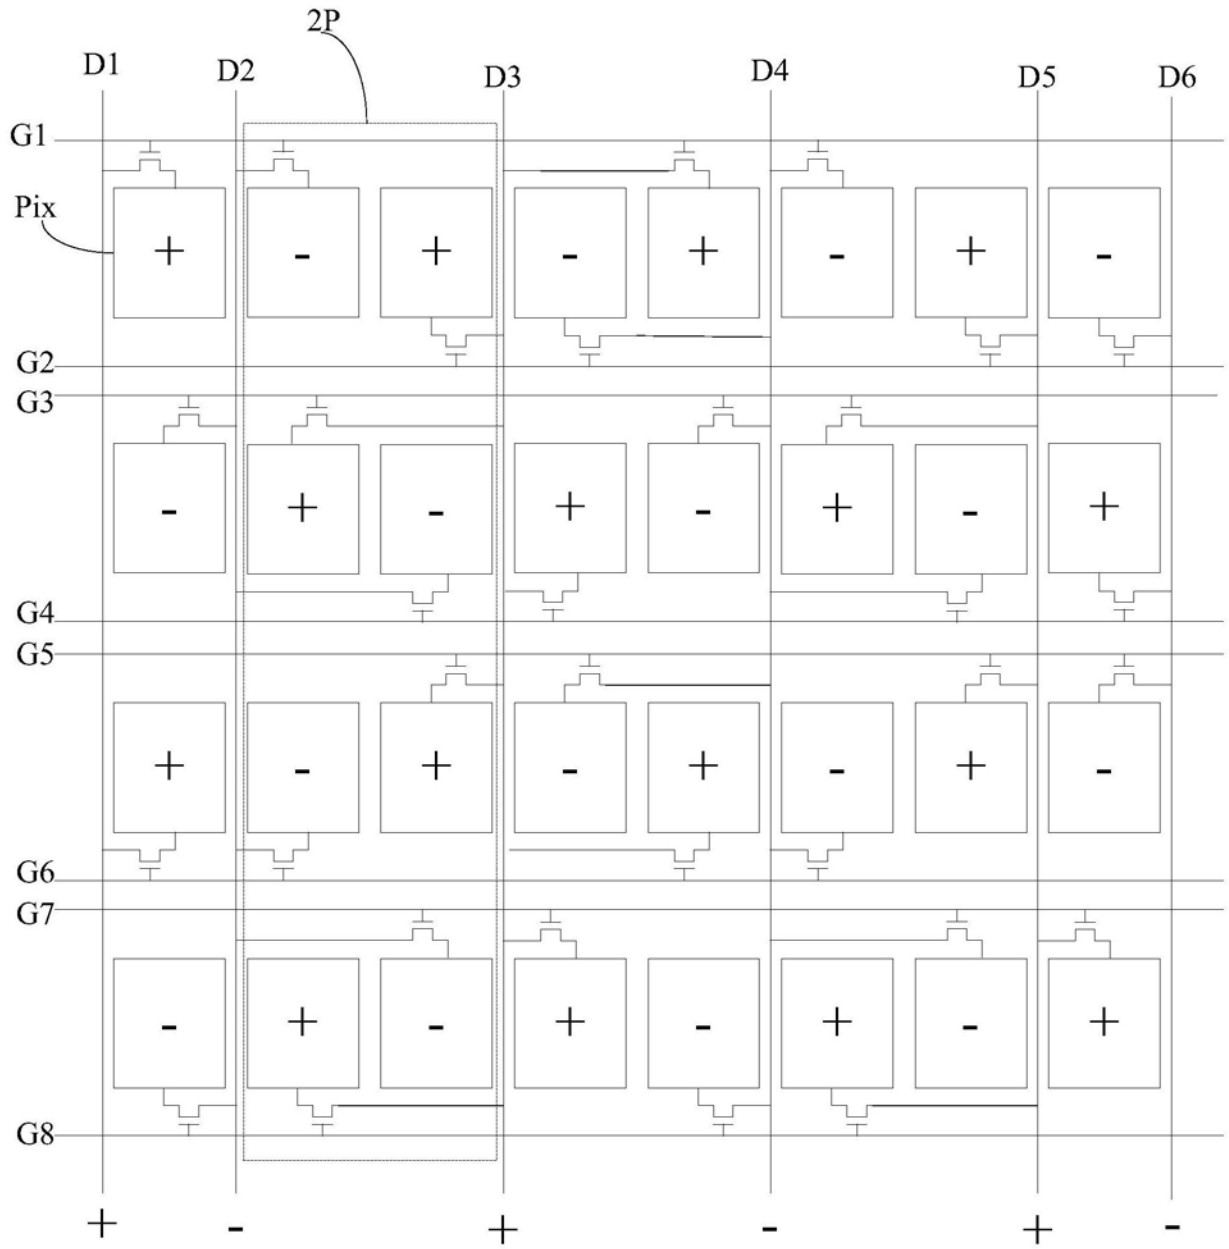 2P
D1 D2 D3 D4 D5 D6
G1
Pix
+ - + - + - + -
G2
G3
- + - + - + - +
G4
G5
+ - + - + - + -
G6
G7
- + - + - + - +
G8
+ - + - + -